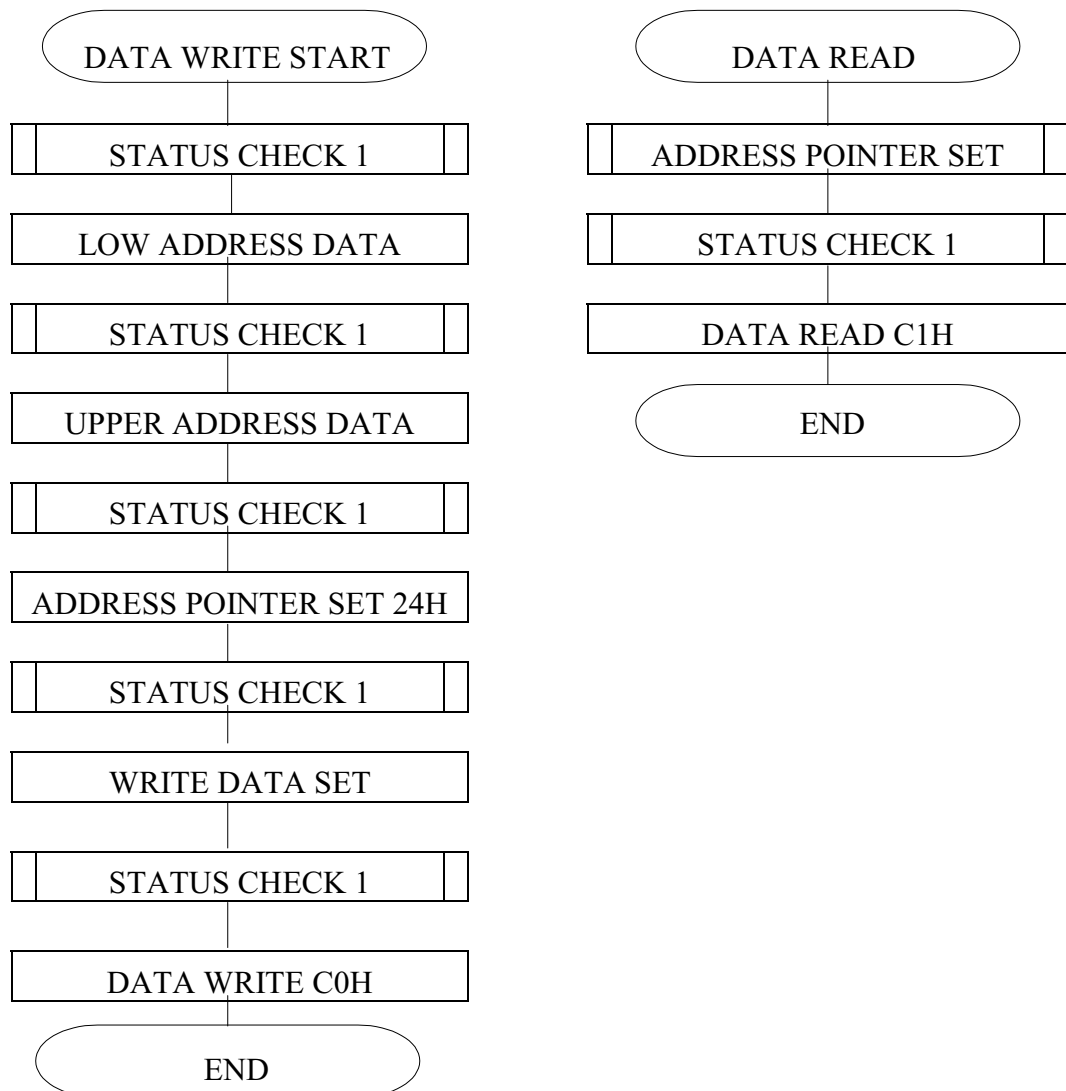 DATA WRITE START
STATUS CHECK 1
LOW ADDRESS DATA
STATUS CHECK 1
UPPER ADDRESS DATA
STATUS CHECK 1
ADDRESS POINTER SET 24H
STATUS CHECK 1
WRITE DATA SET
STATUS CHECK 1
DATA WRITE C0H
END
DATA READ
ADDRESS POINTER SET
STATUS CHECK 1
DATA READ C1H
END